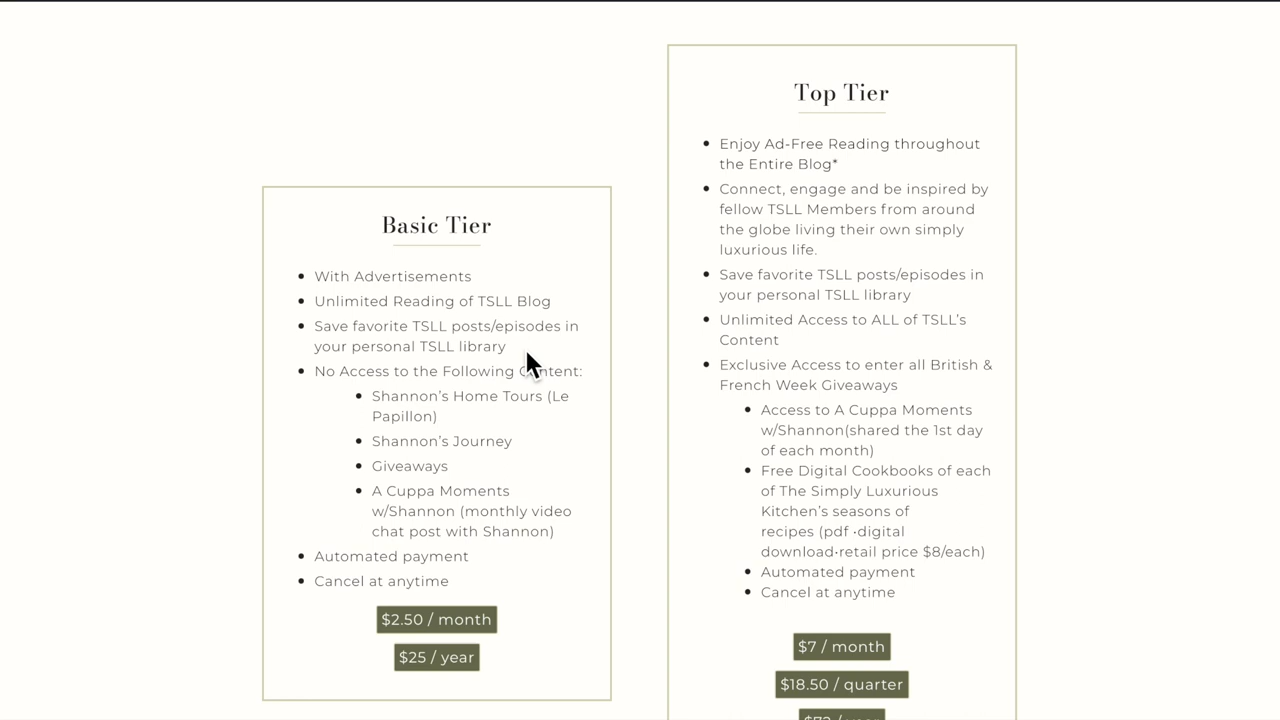 Basic Tier
With Advertisements
Unlimited Reading of TSLL Blog
Save favorite TSLL posts/episodes in
your personal TSLL library
No Access to the Following Content:
Shannon's Home Tours (Le
Papillon)
Shannon's Journey
Giveaways
A Cuppa Moments
w/Shannon (monthly video
chat post with Shannon)
Automated payment
Cancel at anytime
$2.50 / month
$25 / year
Top Tier
Enjoy Ad-Free Reading throughout
the Entire Blog*
Connect, engage and be inspired by
fellow TSLL Members from around
the globe living their own simply
luxurious life.
Save favorite TSLL posts/episodes in
your personal TSLL library
Unlimited Access to ALL of TSLL's
Content
Exclusive Access to enter all British &
French Week Giveaways
Access to A Cuppa Moments
w/Shannon(shared the 1st day
of each month)
Free Digital Cookbooks of each
of The Simply Luxurious
Kitchen's seasons of
recipes (pdf •digital
download•retail price $8/each)
Automated payment
Cancel at anytime
$7 / month
$18.50 / quarter